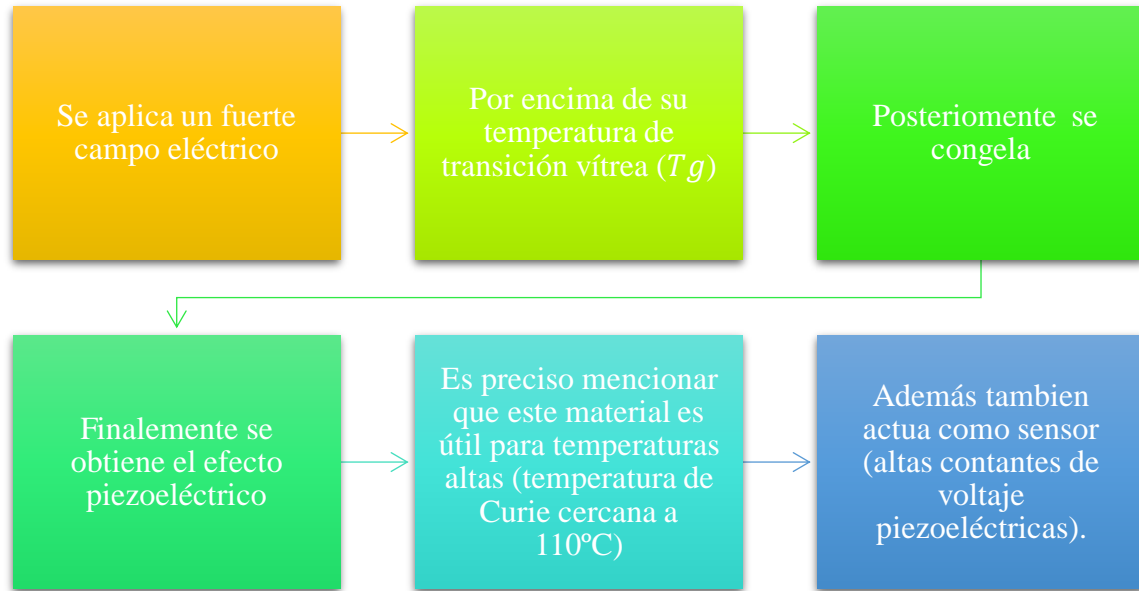 Se aplica un fuerte
campo eléctrico
Por encima de su
temperatura de
transición vítrea (Tg)
Posteriomente se
congela
Finalemente se
obtiene el efecto
piezoeléctrico
Es preciso mencionar
que este material es
útil para temperaturas
altas (temperatura de
Curie cercana a
110ºC)
Además tambien
actua como sensor
(altas contantes de
voltaje
piezoeléctricas).